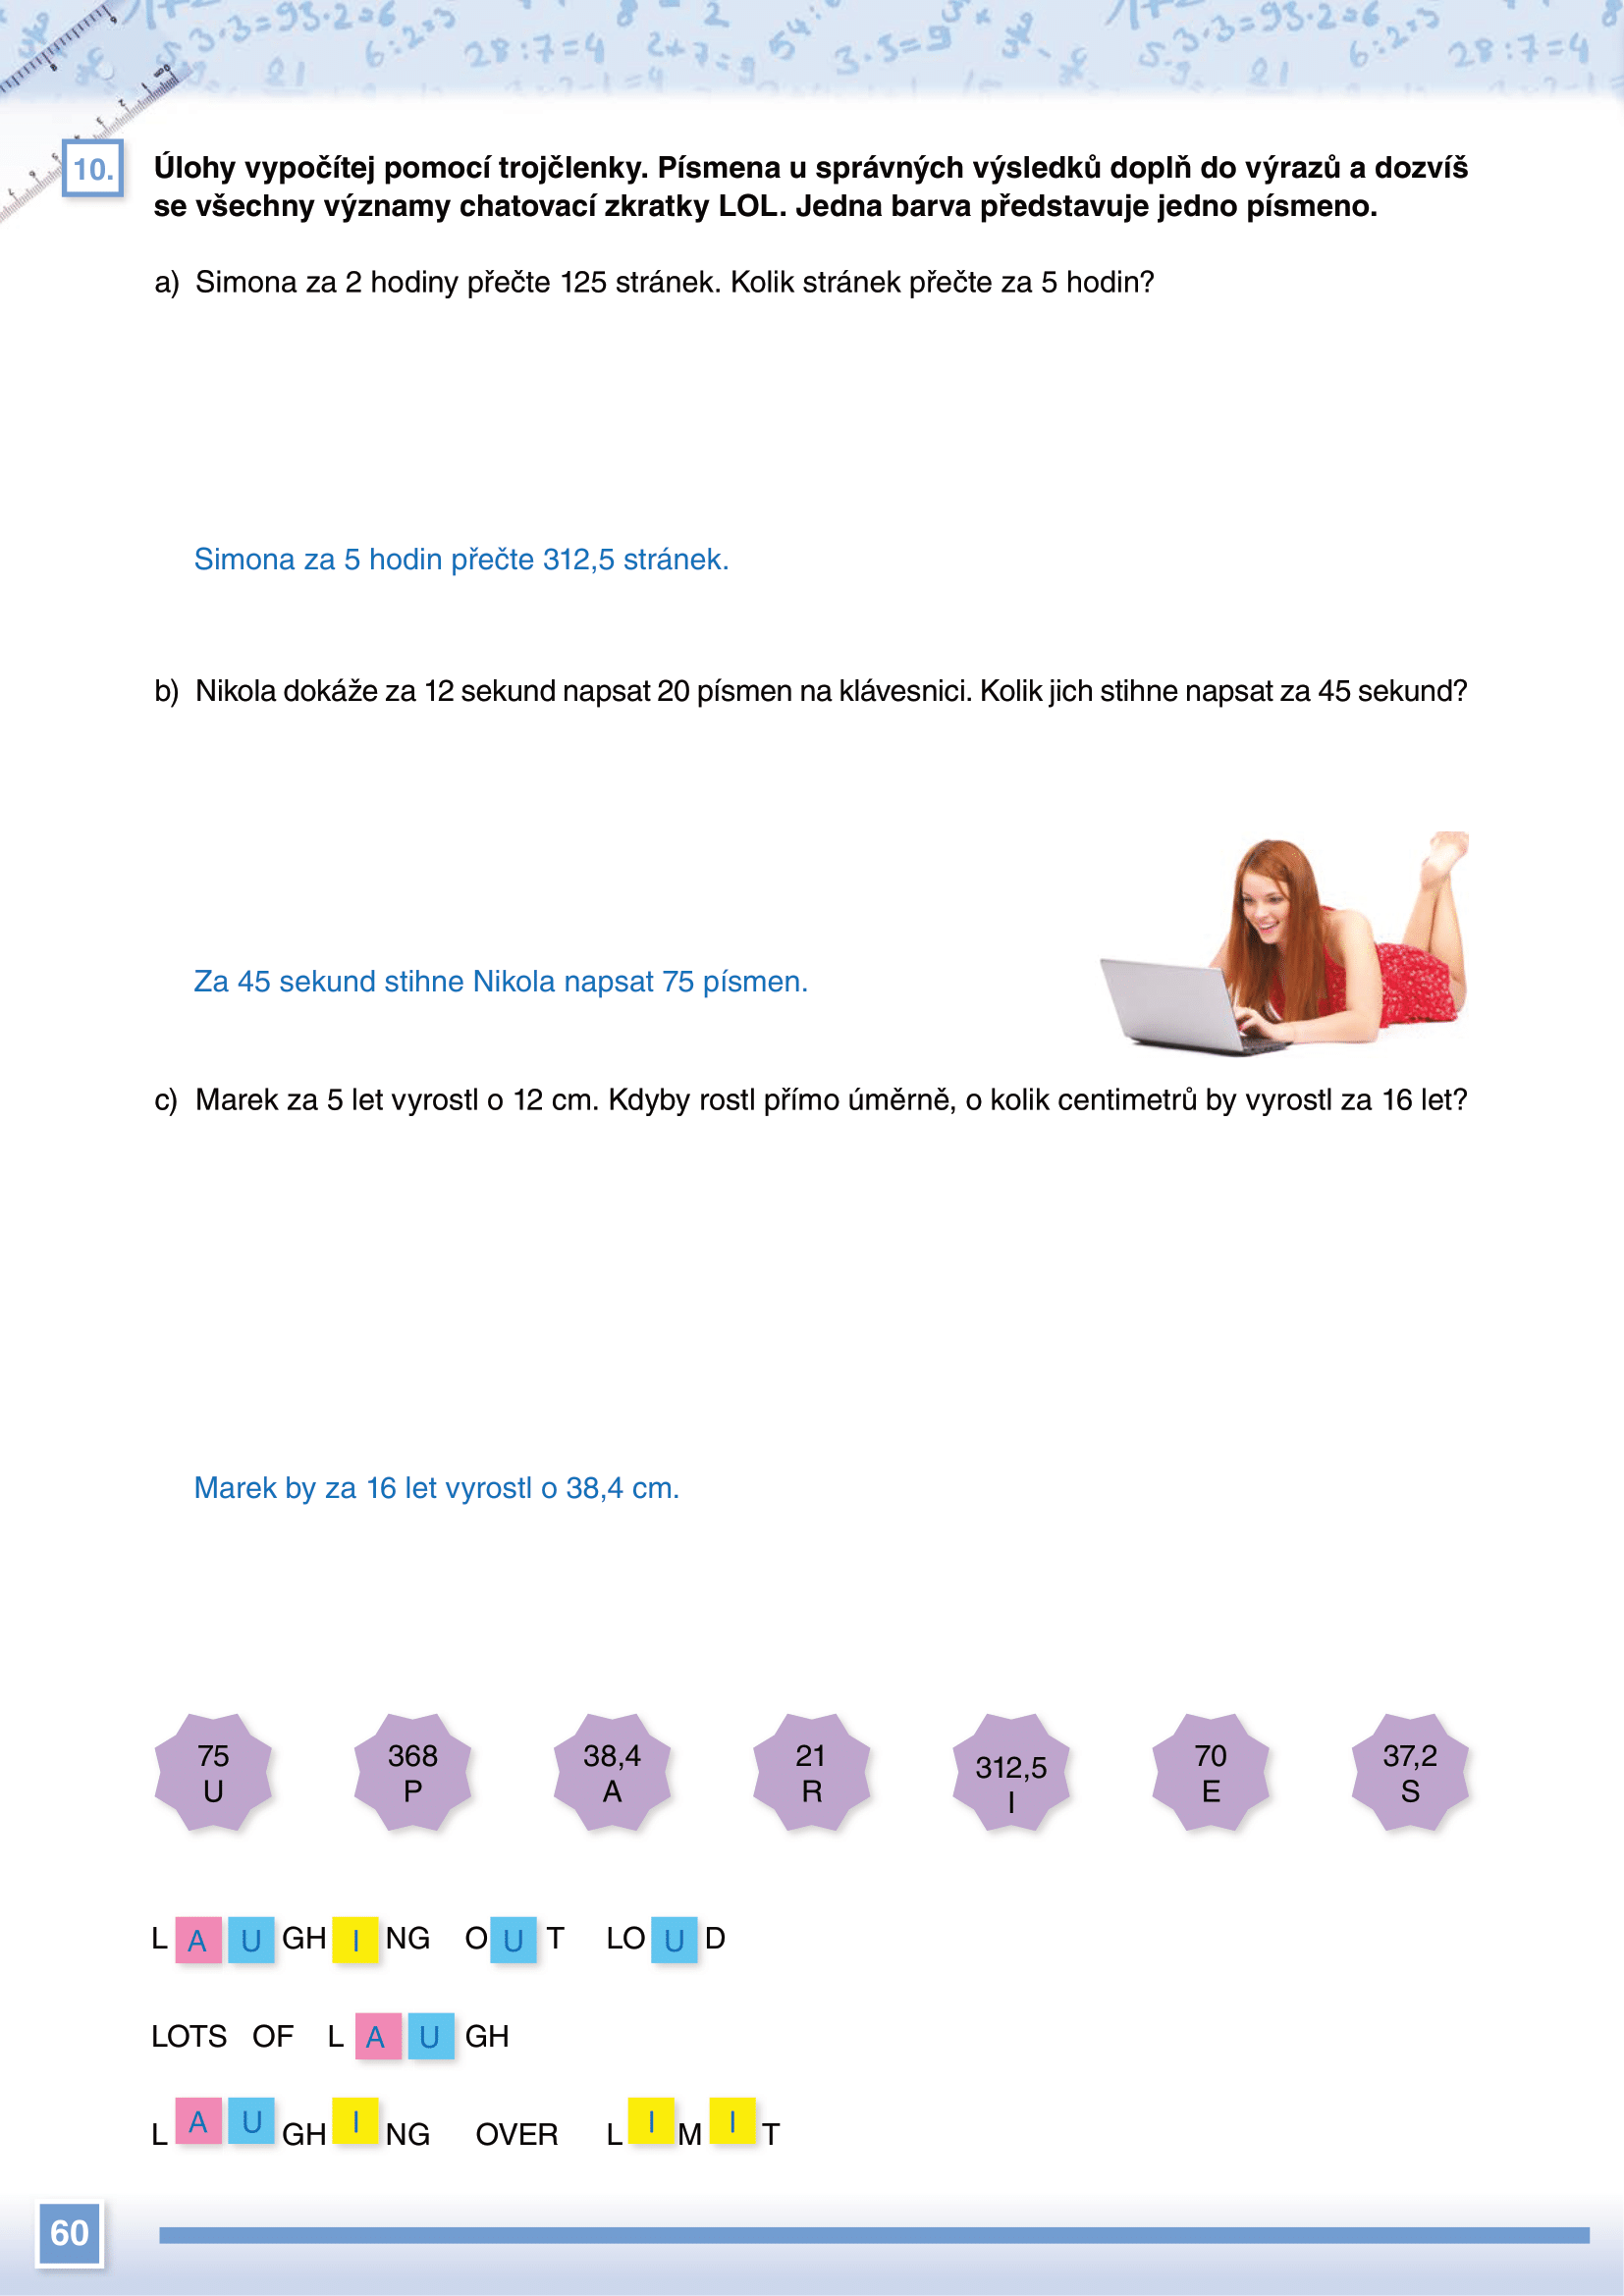 10.
Úlohy vypočítej pomocí trojčlenky. Písmena u správných výsledků doplň do výrazů a dozvíš
se všechny významy chatovací zkratky LOL. Jedna barva představuje jedno písmeno.
a) Simona za 2 hodiny přečte 125 stránek. Kolik stránek přečte za 5 hodin?
Simona za 5 hodin přečte 312,5 stránek.
b) Nikola dokáže za 12 sekund napsat 20 písmen na klávesnici. Kolik jich stihne napsat za 45 sekund?
Za 45 sekund stihne Nikola napsat 75 písmen.
c) Marek za 5 let vyrostl o 12 cm. Kdyby rostl přímo úměrně, o kolik centimetrů by vyrostl za 16 let?
Marek by za 16 let vyrostl o 38,4 cm.
75 368 38,4 21 312,5 70 37,2
U P A R I E S
L A U GH I NG O U T LO U D
LOTS OF L A U GH
L A U GH I NG OVER L I M I T
60